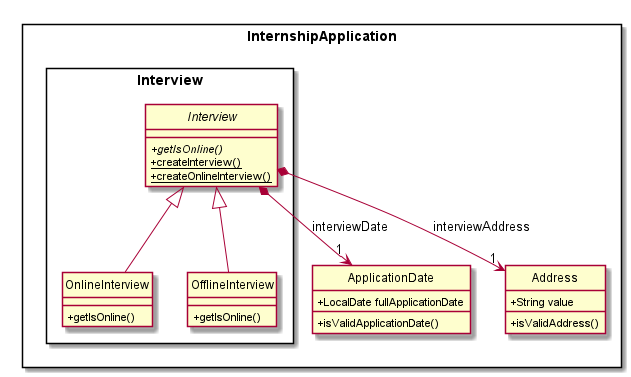 InternshipApplication
Interview
Interview
+getIsOnline()
+createInterview()
+createOnlineInterview()
interviewDate
interviewAddress
1
1
OnlineInterview
+getIsOnline()
OfflineInterview
+getIsOnline()
ApplicationDate
+LocalDate fullApplicationDate
+isValidApplicationDate()
Address
+String value
+isValidAddress()